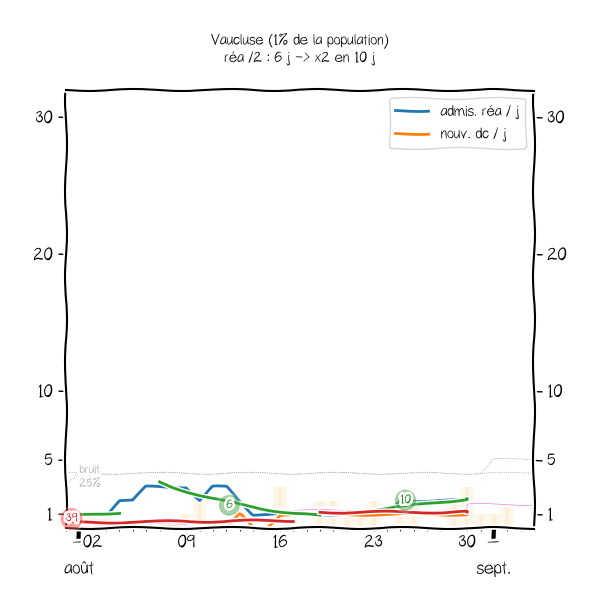 Vaucluse (1% de la population)
réa /2 : 6 j -> x2 en 10 j
admis. réa / j
nouv. dc / j
30
30
20
20
10
10
5
5
bruit
25%
1
1
39
6
10
02
09
16
23
30
août
sept.